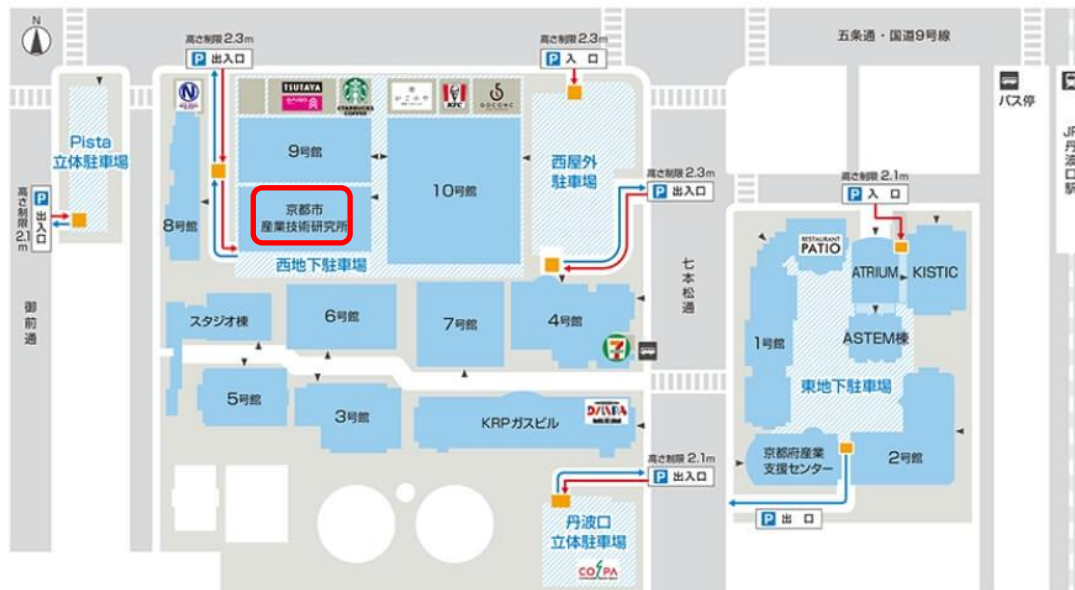 N
高さ制限 2.3m
P 出入口
高さ制限 2.3m
P 入 口
五条通・国道9号線
バス停
JR丹波口駅
TSUTAYA
STARBUCKS
COFFEE
かごの屋
KFC
GOCONC
Pista
立体駐車場
高さ制限 2.1m
P 出入口
9号館
10号館
西屋外
駐車場
高さ制限 2.3m
P 出入口
高さ制限 2.1m
P 入 口
京都市
産業技術研究所
8号館
西地下駐車場
七本松通
御前通
RESTAURANT
PATIO
ATRIUM
KISTIC
スタジオ棟
6号館
7号館
4号館
1号館
ASTEM棟
東地下駐車場
5号館
3号館
KRPガスビル
高さ制限 2.1m
P 出入口
京都府産業
支援センター
2号館
P 出 口
丹波口
立体駐車場
CO/PA